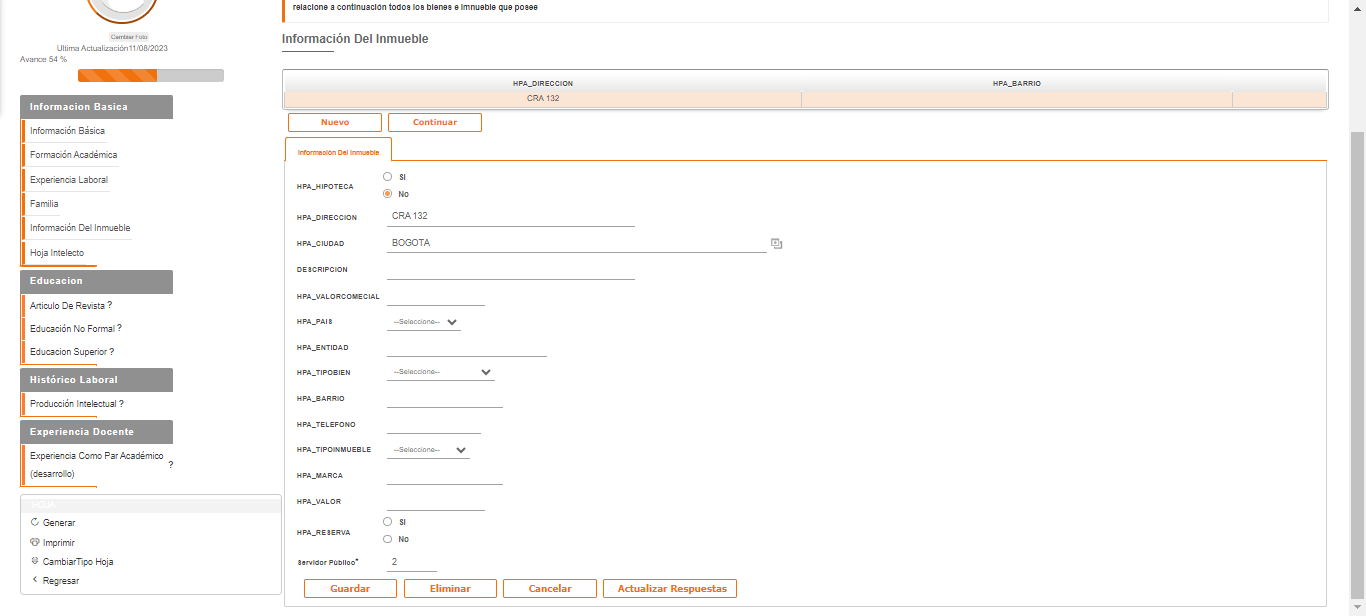 relacione a continuación todos los bienes e imnueble que posee
Cambiar Foto
Ultima Actualización11/08/2023
Avance 54 %
Información Del Inmueble
HPA_DIRECCION HPA_BARRIO
CRA 132
Nuevo Continuar
Información Del Inmueble
Informacion Basica
Información Básica
Formación Académica
Experiencia Laboral
Familia
Información Del Inmueble
Hoja Intelecto
Educacion
Articulo De Revista ?
Educación No Formal ?
Educacion Superior ?
Histórico Laboral
Producción Intelectual ?
Experiencia Docente
Experiencia Como Par Académico
(desarrollo) ?
HOJA
Generar
Imprimir
CambiarTipo Hoja
Regresar
HPA_HIPOTECA
SI
No
HPA_DIRECCION CRA 132
HPA_CIUDAD BOGOTA
DESCRIPCION
HPA_VALORCOMECIAL
HPA_PAIS --Seleccione--
HPA_ENTIDAD
HPA_TIPOBIEN --Seleccione--
HPA_BARRIO
HPA_TELEFONO
HPA_TIPOINMUEBLE --Seleccione--
HPA_MARCA
HPA_VALOR
HPA_RESERVA
SI
No
Servidor Público* 2
Guardar Eliminar Cancelar Actualizar Respuestas